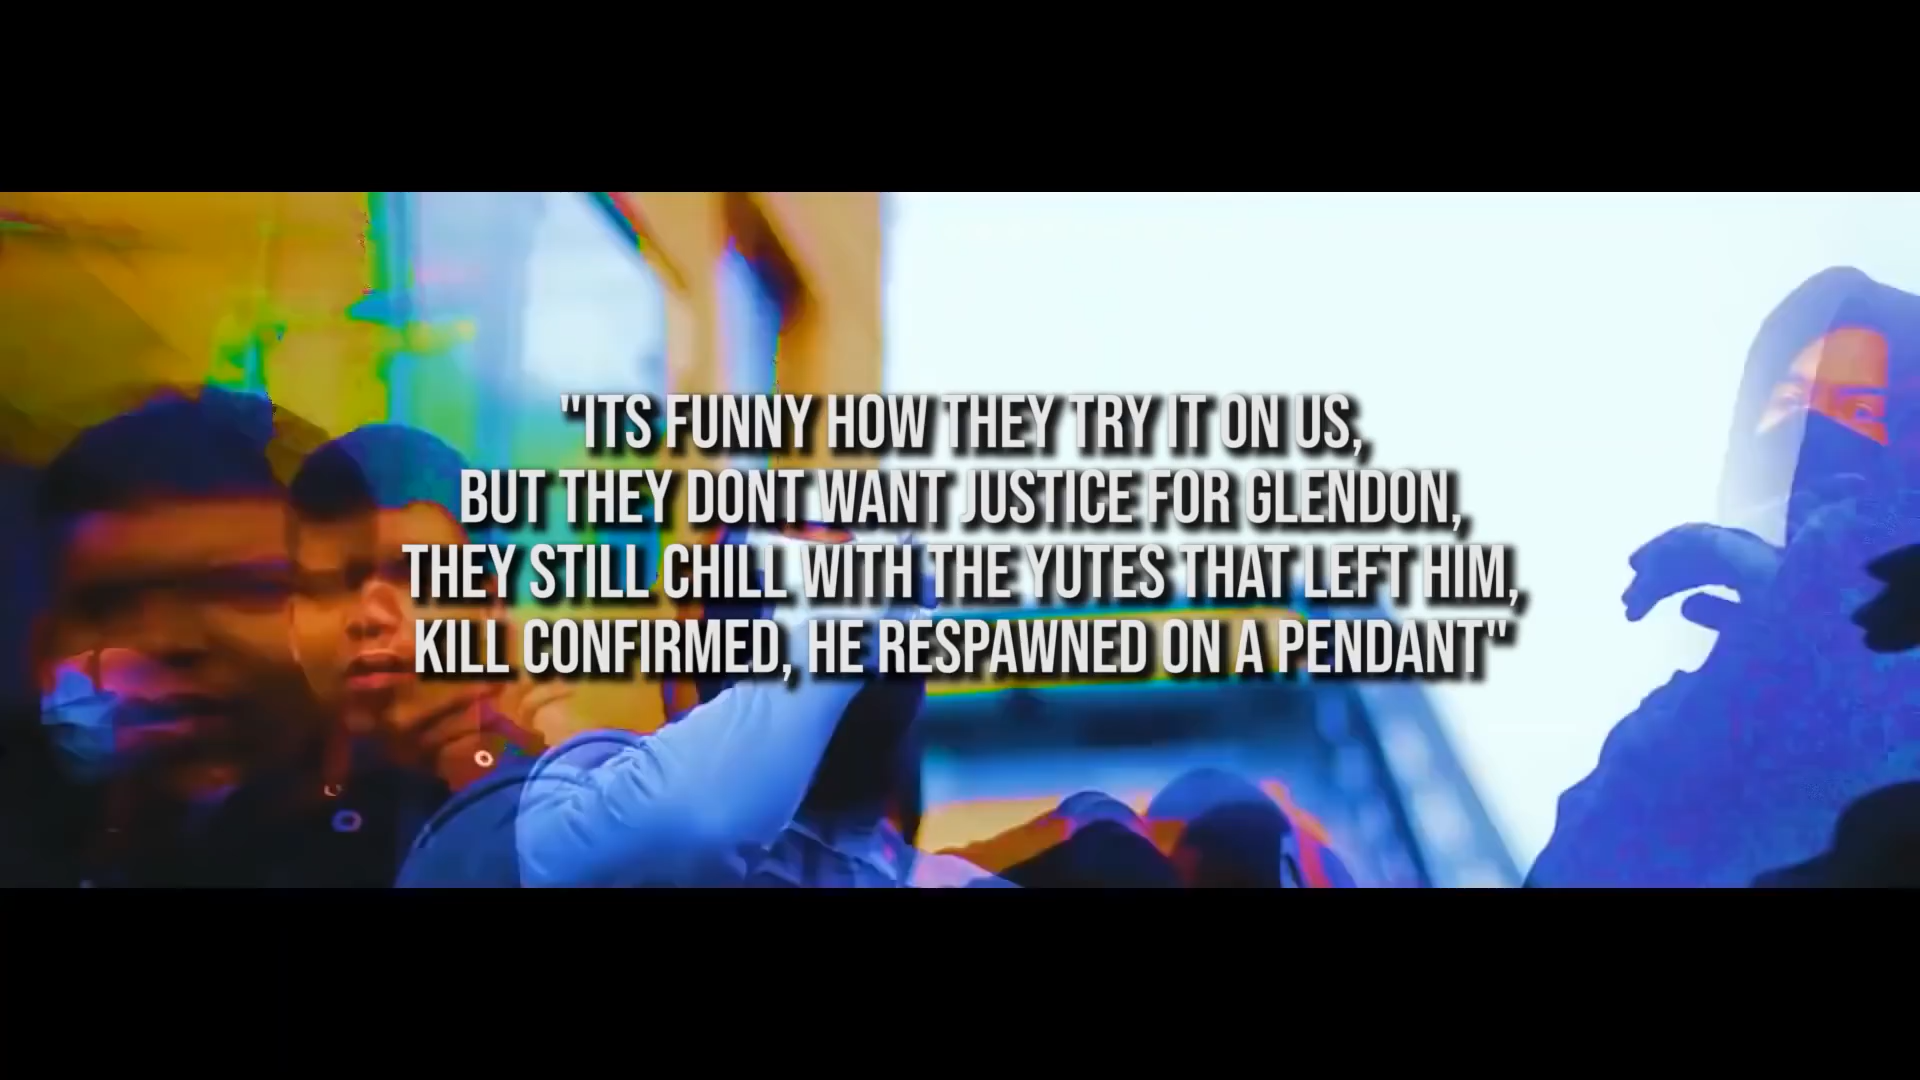 "ITS FUNNY HOW THEY TRY IT ON US,
BUT THEY DONT WANT JUSTICE FOR GLENDON,
THEY STILL CHILL WITH THE YUTES THAT LEFT HIM,
KILL CONFIRMED, HE RESPAWNED ON A PENDANT"